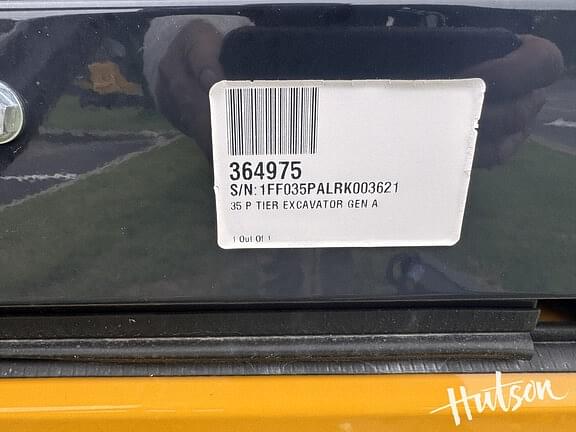 364975
S/N: 1FF035PALRK003621
35 P TIER EXCAVATOR GEN A
1 Out Of 1
Hutson